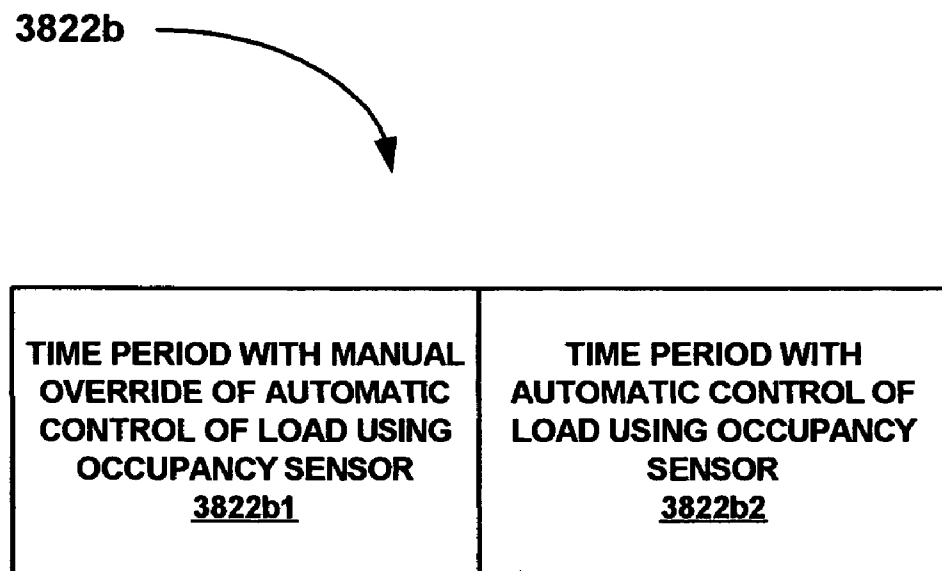 3822b
TIME PERIOD WITH MANUAL
OVERRIDE OF AUTOMATIC
CONTROL OF LOAD USING
OCCUPANCY SENSOR
3822b1
TIME PERIOD WITH
AUTOMATIC CONTROL OF
LOAD USING OCCUPANCY
SENSOR
3822b2